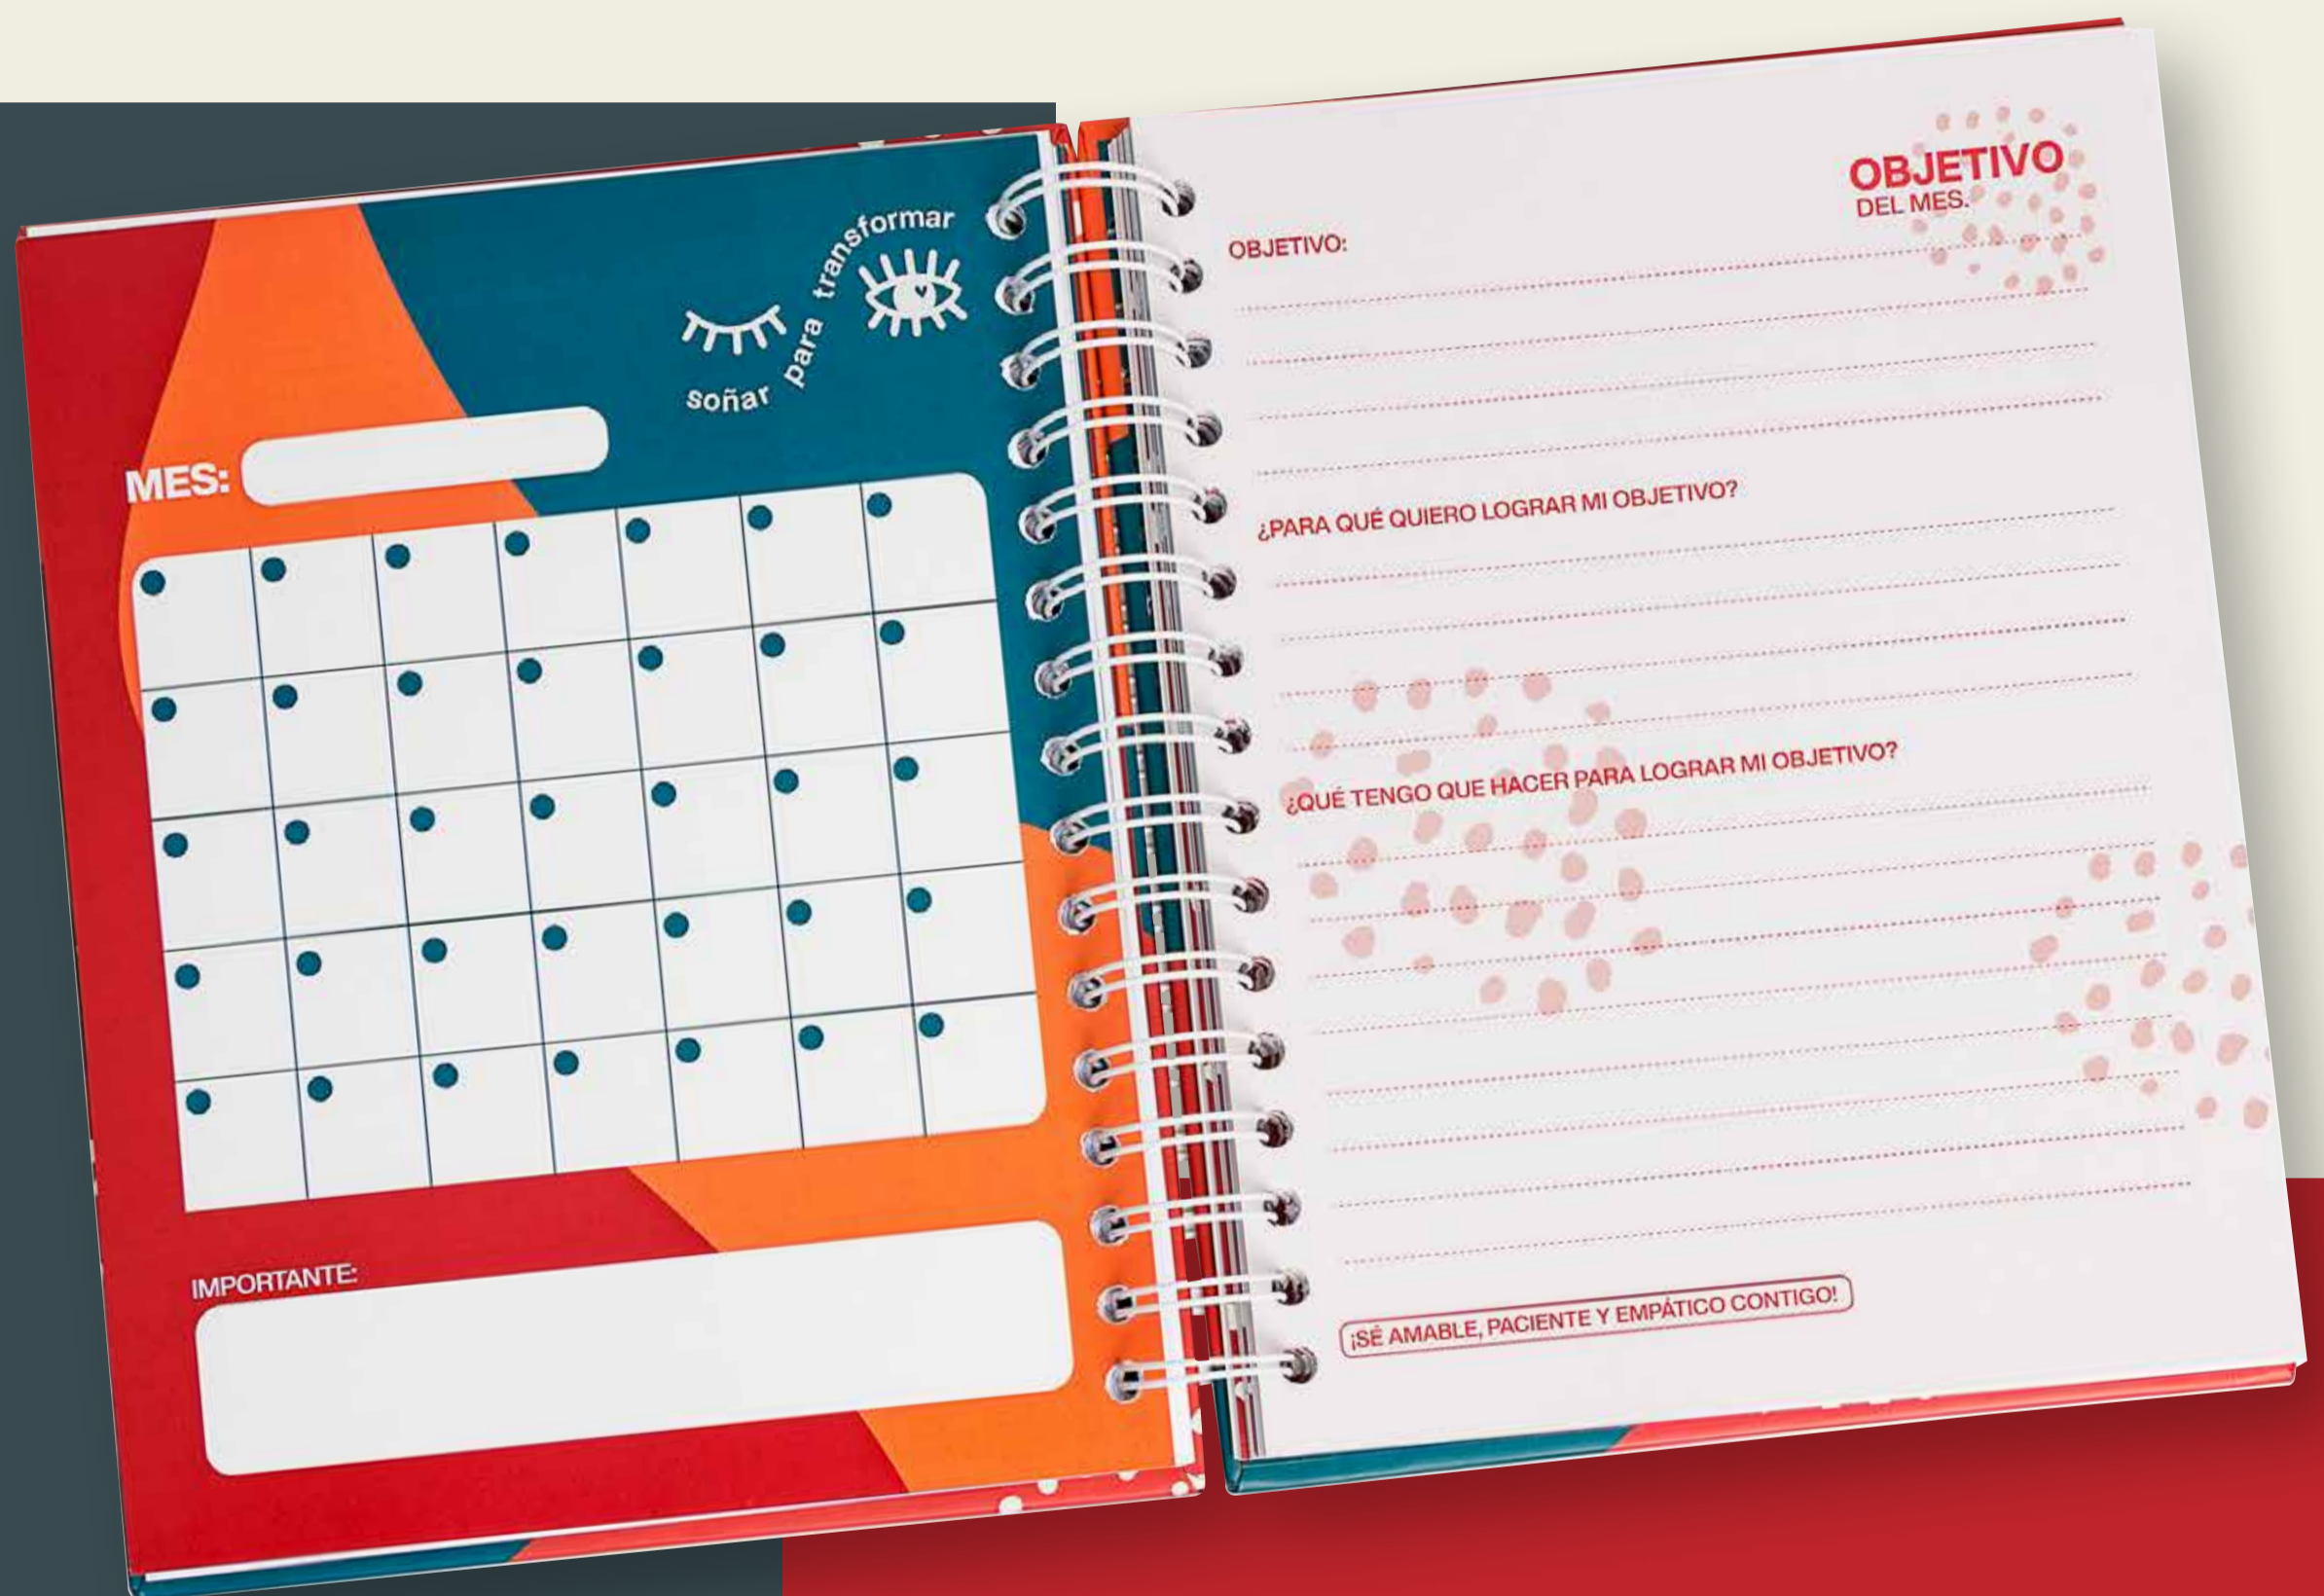 soñar para transformar
MES:
IMPORTANTE:
OBJETIVO
DEL MES.
OBJETIVO:
¿PARA QUÉ QUIERO LOGRAR MI OBJETIVO?
¿QUÉ TENGO QUE HACER PARA LOGRAR MI OBJETIVO?
¡SÉ AMABLE, PACIENTE Y EMPÁTICO CONTIGO!